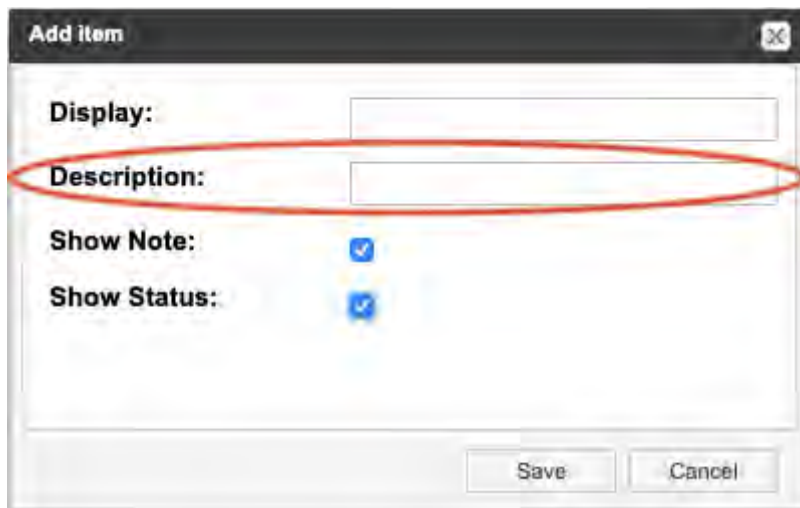 Add item
Display:
Description:
Show Note:
Show Status:
Save Cancel